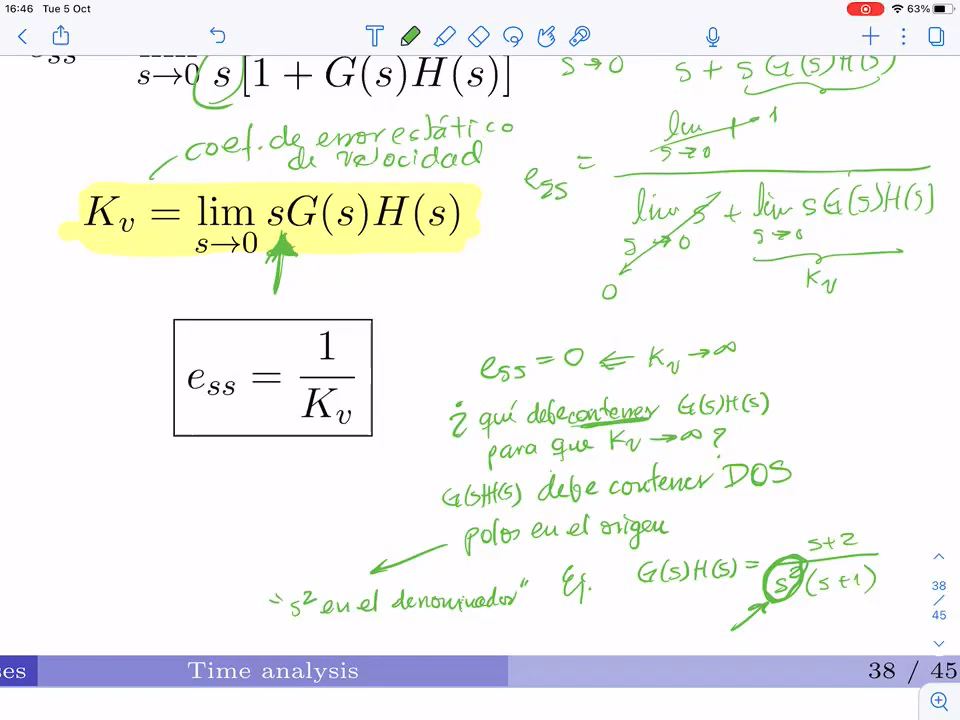 16:46 Tue 5 Oct 63%
s→0 s [1 + G(s)H(s)]
s→0 s + s G(s)H(s)
coef. de error estático
de velocidad
K_v = lim sG(s)H(s)
s→0
e_ss = lim 1 → 1
s→0
lim s + lim s G(s)H(s)
s→0 s→0
0
K_v
e_ss = 1
K_v
e_ss = 0 ⇐ K_v → ∞
¿ qué debe contener G(s)H(s)
para que K_v → ∞ ?
G(s)H(s) debe contener DOS
polos en el origen
"s² en el denominador"
Ej. G(s)H(s) = s+2
s² (s+1)
38
/
45
ses Time analysis 38 / 45